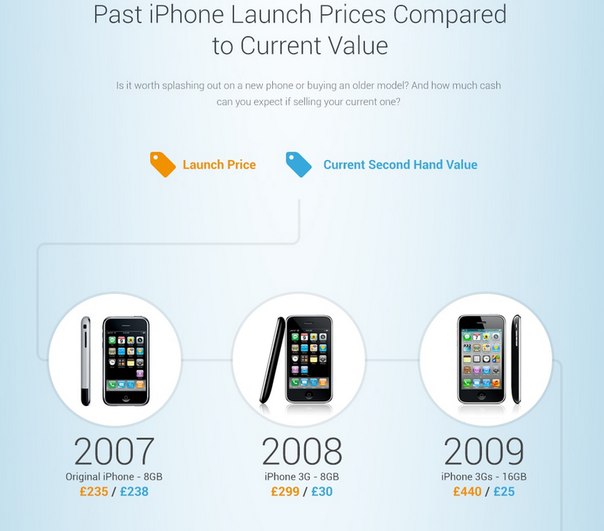 Past iPhone Launch Prices Compared
to Current Value
Is it worth splashing out on a new phone or buying an older model? And how much cash
can you expect if selling your current one?
Launch Price
Current Second Hand Value
2007
Original iPhone - 8GB
£235 / £238
2008
iPhone 3G - 8GB
£299 / £30
2009
iPhone 3Gs - 16GB
£440 / £25